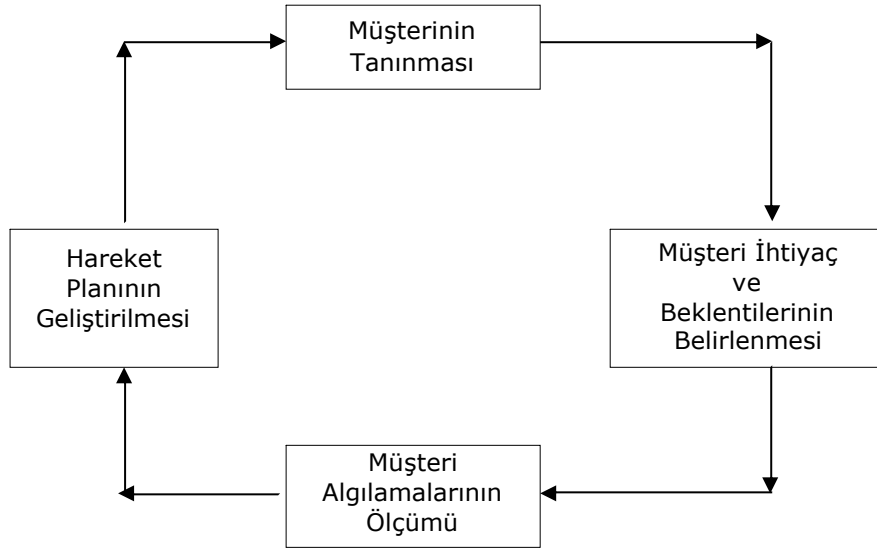 Müşterinin
Tanınması
Hareket
Planının
Geliştirilmesi
Müşteri İhtiyaç
ve
Beklentilerinin
Belirlenmesi
Müşteri
Algılamalarının
Ölçümü